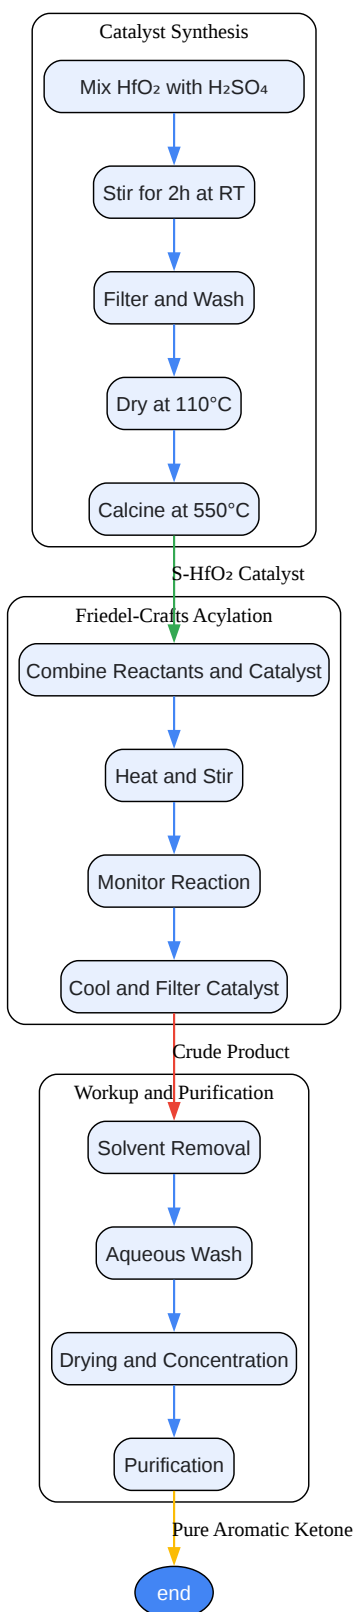 Catalyst Synthesis
Mix HfO₂ with H₂SO₄
Stir for 2h at RT
Filter and Wash
Dry at 110°C
Calcine at 550°C
S-HfO₂ Catalyst
Friedel-Crafts Acylation
Combine Reactants and Catalyst
Heat and Stir
Monitor Reaction
Cool and Filter Catalyst
Crude Product
Workup and Purification
Solvent Removal
Aqueous Wash
Drying and Concentration
Purification
Pure Aromatic Ketone
end